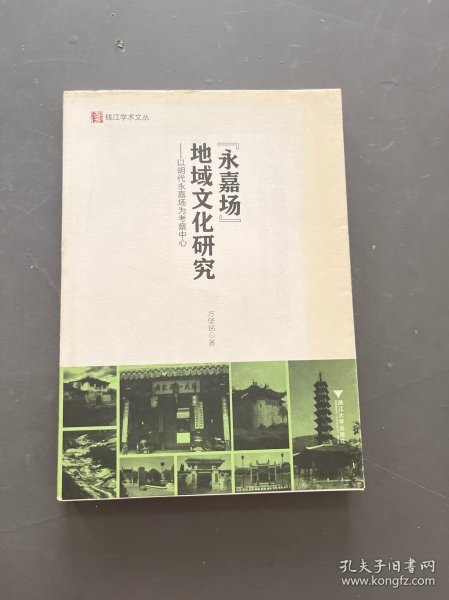 钱江学术文丛
『永嘉场』
地域文化研究
——以明代永嘉场为考察中心
方坚铭◎著
浙江大学出版社
孔夫子旧书网
www.kongfz.com